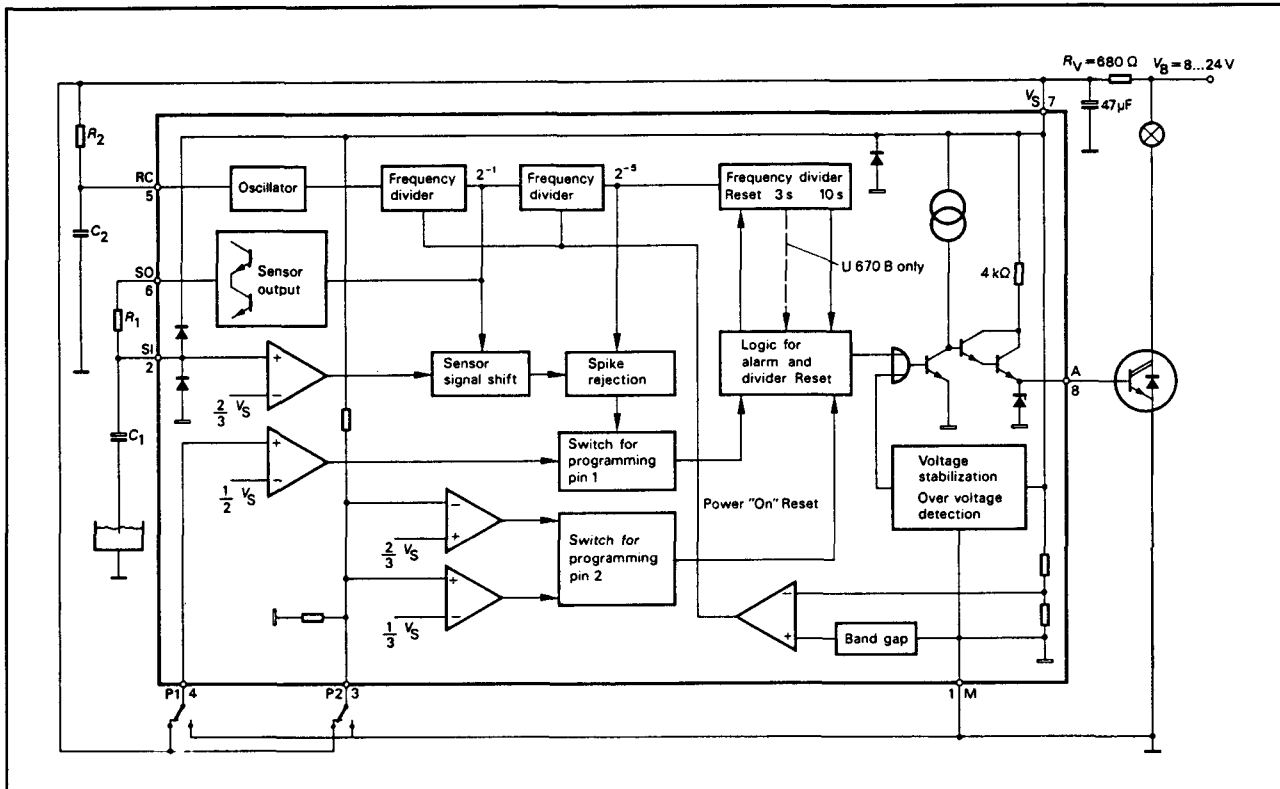 R_V = 680 Ω
V_B = 8...24 V
V_S 7
47µF
R_2
RC
5
Oscillator
Frequency
divider
2^-1
Frequency
divider
2^-5
Frequency divider
Reset 3 s 10 s
C_2
SO
6
Sensor
output
U 670 B only
4 kΩ
R_1
SI
2
+
−
2/3 V_S
Sensor
signal shift
Spike
rejection
Logic for
alarm and
divider Reset
A
8
C_1
+
−
1/2 V_S
Switch for
programming
pin 1
Voltage
stabilization
Over voltage
detection
Power "On" Reset
−
+
2/3 V_S
Switch for
programming
pin 2
+
−
1/3 V_S
−
+
Band gap
P1 4
P2 3
1 M